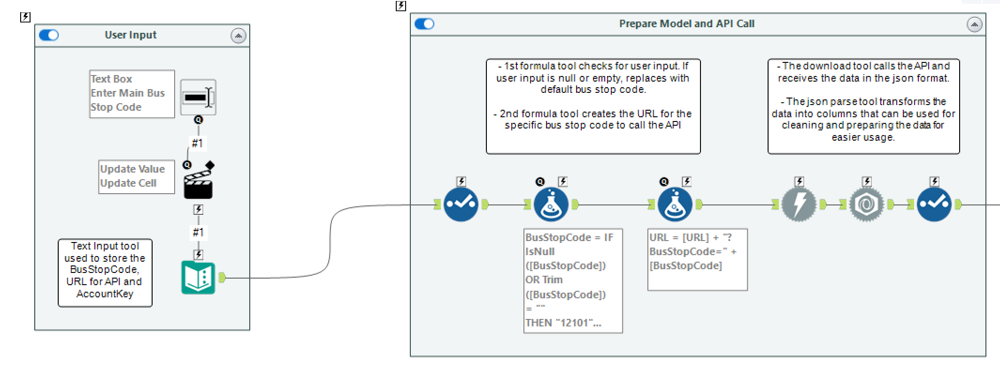 User Input
Text Box
Enter Main Bus
Stop Code
Q
#1
Q
Update Value
Update Cell
#1
Text Input tool
used to store the
BusStopCode,
URL for API and
AccountKey
Prepare Model and API Call
- 1st formula tool checks for user input. If
user input is null or empty, replaces with
default bus stop code.
- 2nd formula tool creates the URL for the
specific bus stop code to call the API
- The download tool calls the API and
receives the data in the json format.
- The json parse tool transforms the
data into columns that can be used for
cleaning and preparing the data for
easier usage.
Q
Q
BusStopCode = IF
IsNull
([BusStopCode])
OR Trim
([BusStopCode])
= ""
THEN "12101"...
URL = [URL] + "?
BusStopCode=" +
[BusStopCode]